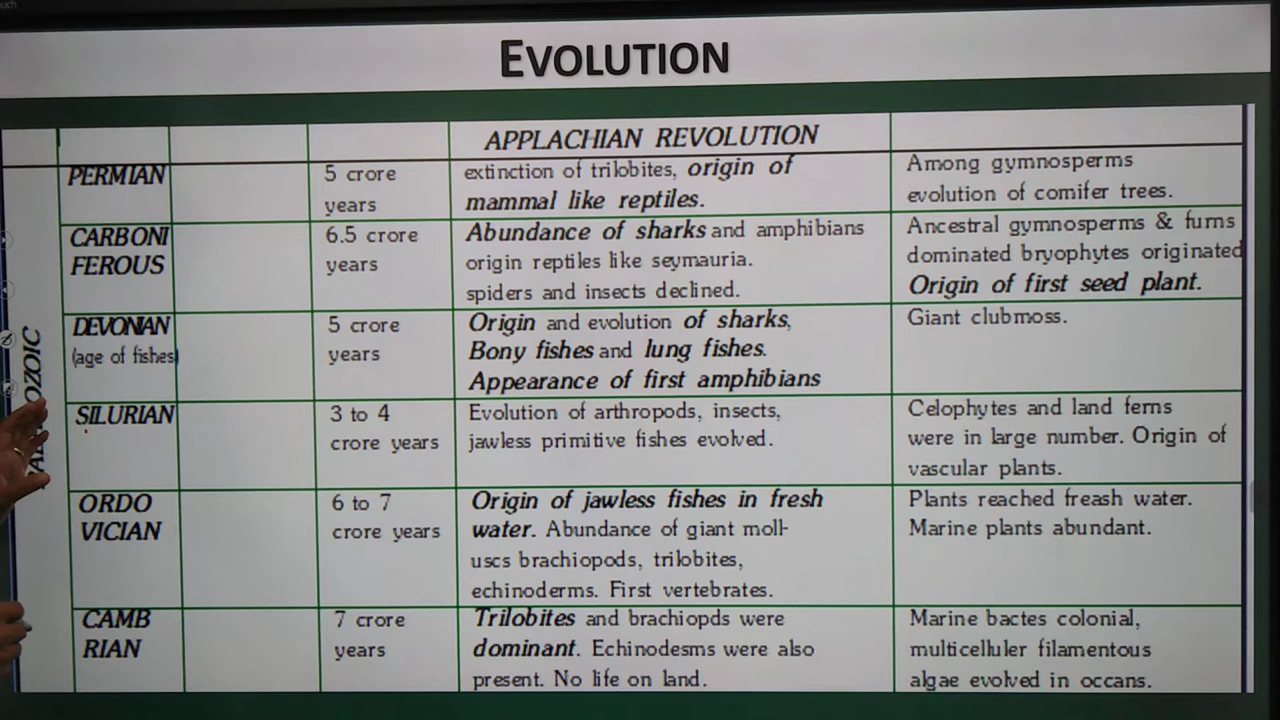 EVOLUTION
APPLACHIAN REVOLUTION
PERMIAN
5 crore
years
extinction of trilobites, origin of
mammal like reptiles.
Among gymnosperms
evolution of comifer trees.
CARBONI
FEROUS
6.5 crore
years
Abundance of sharks and amphibians
origin reptiles like seymauria.
spiders and insects declined.
Ancestral gymnosperms & furns
dominated bryophytes originated
Origin of first seed plant.
DEVONIAN
(age of fishes)
5 crore
years
Origin and evolution of sharks,
Bony fishes and lung fishes.
Appearance of first amphibians
Giant clubmoss.
SILURIAN
3 to 4
crore years
Evolution of arthropods, insects,
jawless primitive fishes evolved.
Celophytes and land ferns
were in large number. Origin of
vascular plants.
ORDO
VICIAN
6 to 7
crore years
Origin of jawless fishes in fresh
water. Abundance of giant moll-
uscs brachiopods, trilobites,
echinoderms. First vertebrates.
Plants reached freash water.
Marine plants abundant.
CAMB
RIAN
7 crore
years
Trilobites and brachiopds were
dominant. Echinodesms were also
present. No life on land.
Marine bactes colonial,
multicelluler filamentous
algae evolved in occans.